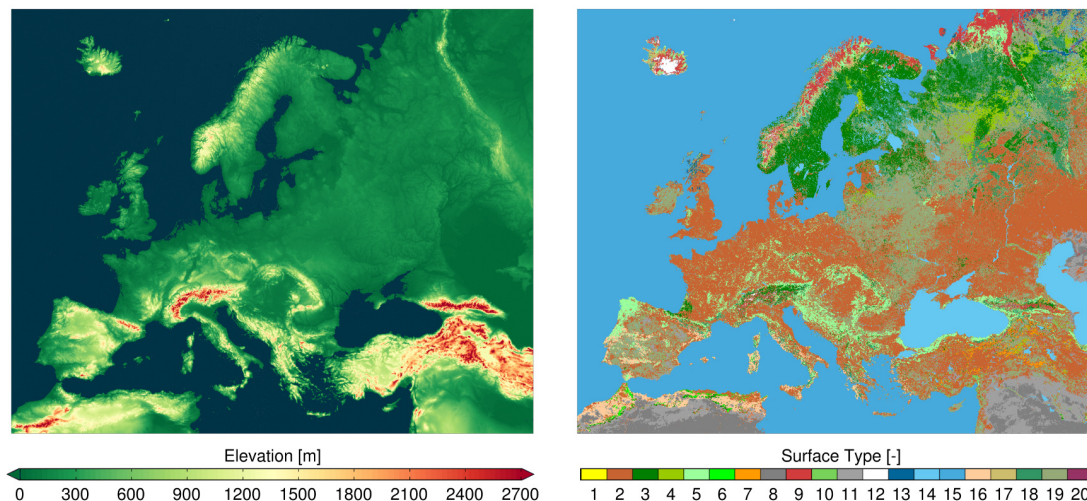 Elevation [m]
0 300 600 900 1200 1500 1800 2100 2400 2700
Surface Type [-]
1 2 3 4 5 6 7 8 9 10 11 12 13 14 15 16 17 18 19 20